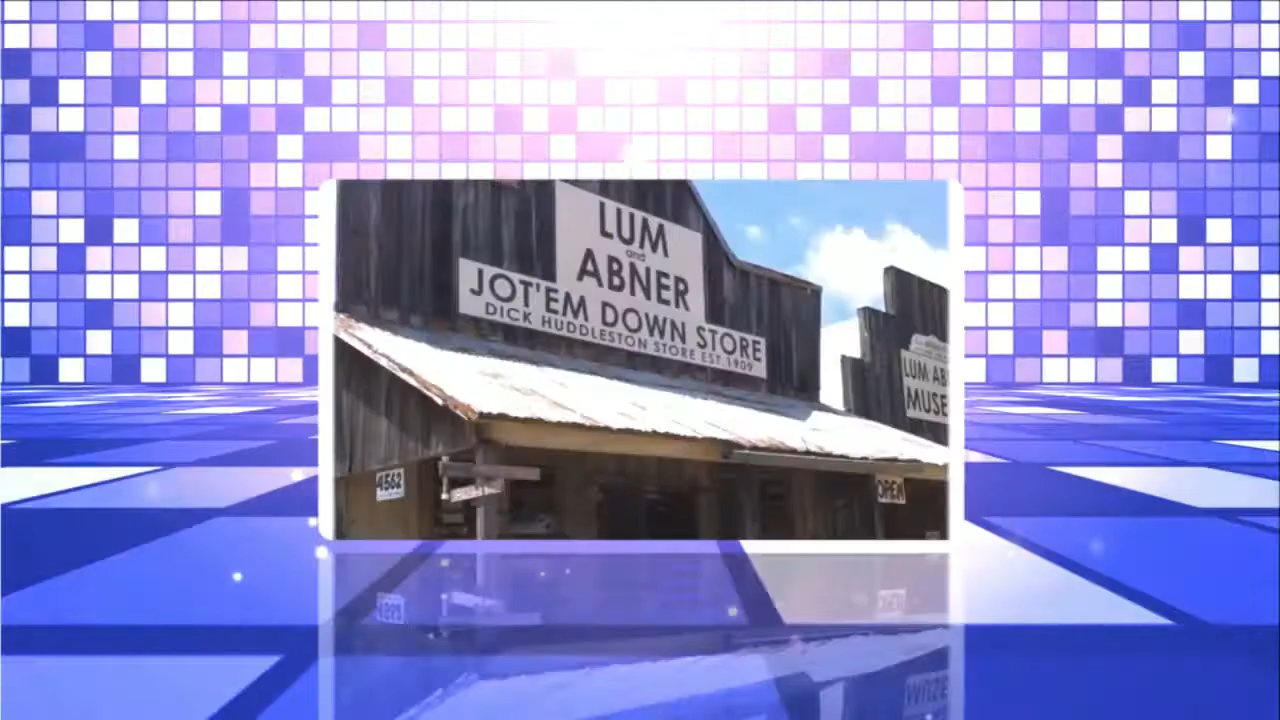 LUM
and
ABNER
JOT'EM DOWN STORE
DICK HUDDLESTON STORE EST 1909
LUM AB
MUSE
4562
OPEN